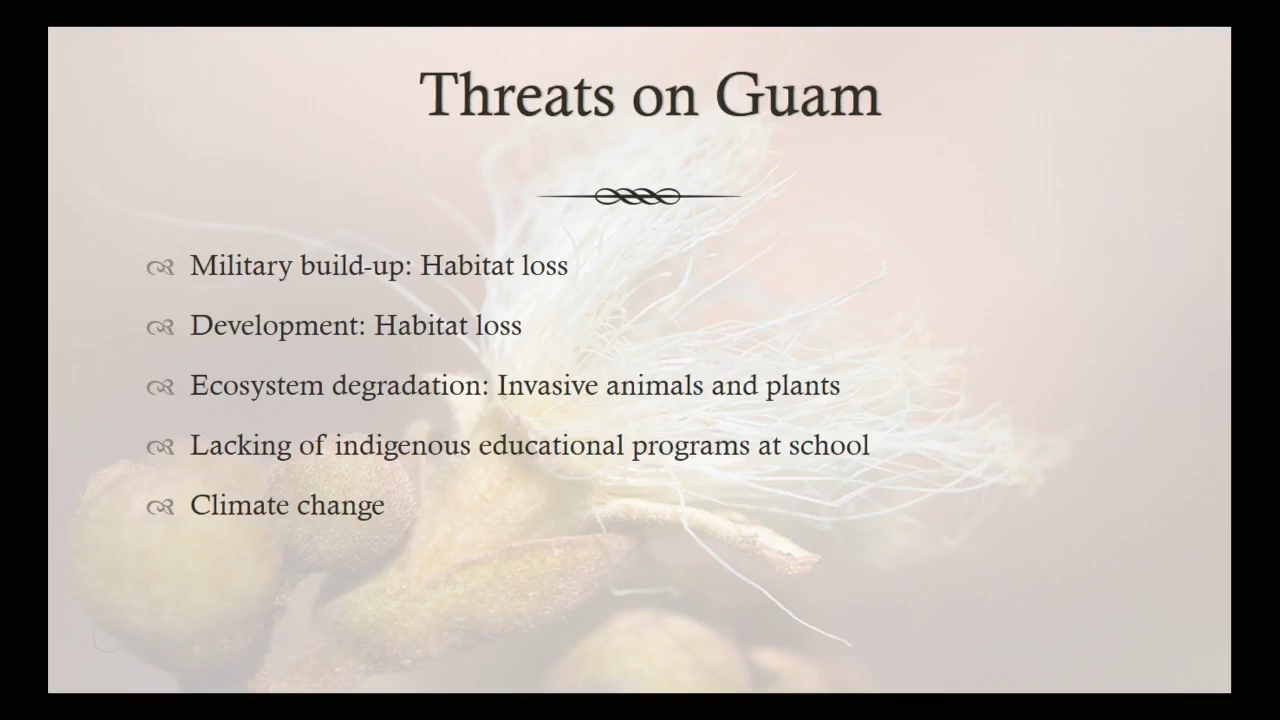 Threats on Guam
Military build-up: Habitat loss
Development: Habitat loss
Ecosystem degradation: Invasive animals and plants
Lacking of indigenous educational programs at school
Climate change